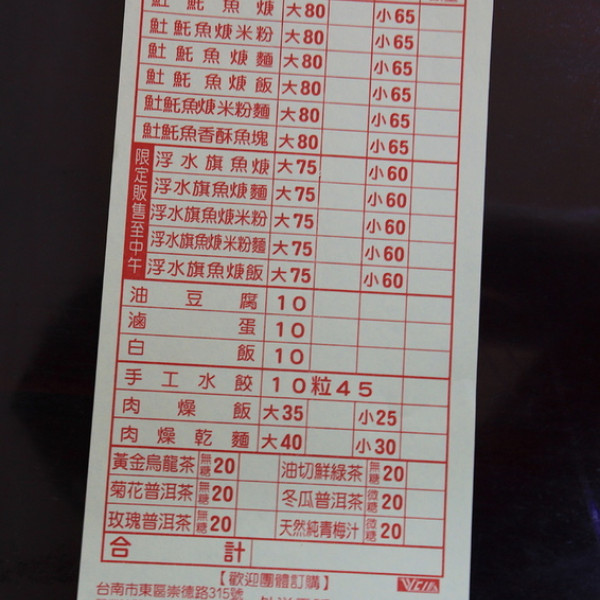 𩵚魠魚焿 大80 小65
𩵚魠魚焿米粉 大80 小65
𩵚魠魚焿麵 大80 小65
𩵚魠魚焿飯 大80 小65
𩵚魠魚焿米粉麵 大80 小65
𩵚魠魚香酥魚塊 大80 小65
限定販售至中午
浮水旗魚焿 大75 小60
浮水旗魚焿麵 大75 小60
浮水旗魚焿米粉 大75 小60
浮水旗魚焿米粉麵 大75 小60
浮水旗魚焿飯 大75 小60
油豆腐 10
滷蛋 10
白飯 10
手工水餃 10粒45
肉燥飯 大35 小25
肉燥乾麵 大40 小30
黃金烏龍茶 無糖 20 油切鮮綠茶 無糖 20
菊花普洱茶 無糖 20 冬瓜普洱茶 微糖 20
玫瑰普洱茶 無糖 20 天然純青梅汁 微糖 20
合計
【歡迎團體訂購】
台南市東區崇德路315號